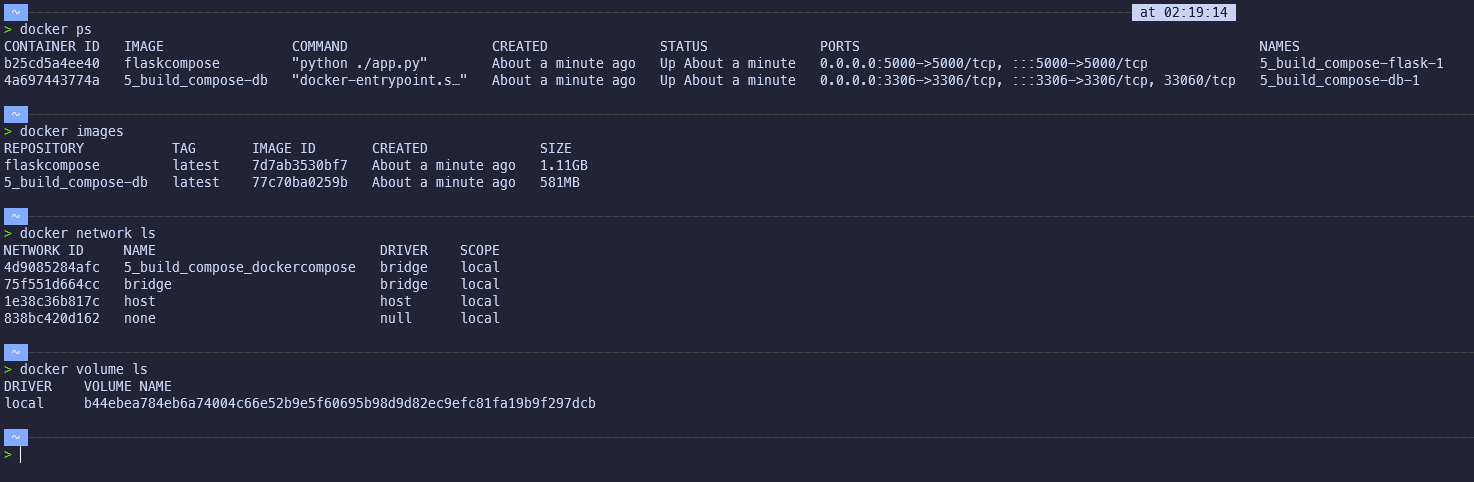 ~ at 02:19:14
> docker ps
CONTAINER ID   IMAGE                COMMAND                  CREATED              STATUS              PORTS                                                  NAMES
b25cd5a4ee40   flaskcompose         "python ./app.py"        About a minute ago   Up About a minute   0.0.0.0:5000->5000/tcp, :::5000->5000/tcp              5_build_compose-flask-1
4a697443774a   5_build_compose-db   "docker-entrypoint.s…"   About a minute ago   Up About a minute   0.0.0.0:3306->3306/tcp, :::3306->3306/tcp, 33060/tcp   5_build_compose-db-1
~
> docker images
REPOSITORY           TAG       IMAGE ID       CREATED              SIZE
flaskcompose         latest    7d7ab3530bf7   About a minute ago   1.11GB
5_build_compose-db   latest    77c70ba0259b   About a minute ago   581MB
~
> docker network ls
NETWORK ID     NAME                            DRIVER    SCOPE
4d9085284afc   5_build_compose_dockercompose   bridge    local
75f551d664cc   bridge                          bridge    local
1e38c36b817c   host                            host      local
838bc420d162   none                            null      local
~
> docker volume ls
DRIVER    VOLUME NAME
local     b44ebea784eb6a74004c66e52b9e5f60695b98d9d82ec9efc81fa19b9f297dcb
~
>